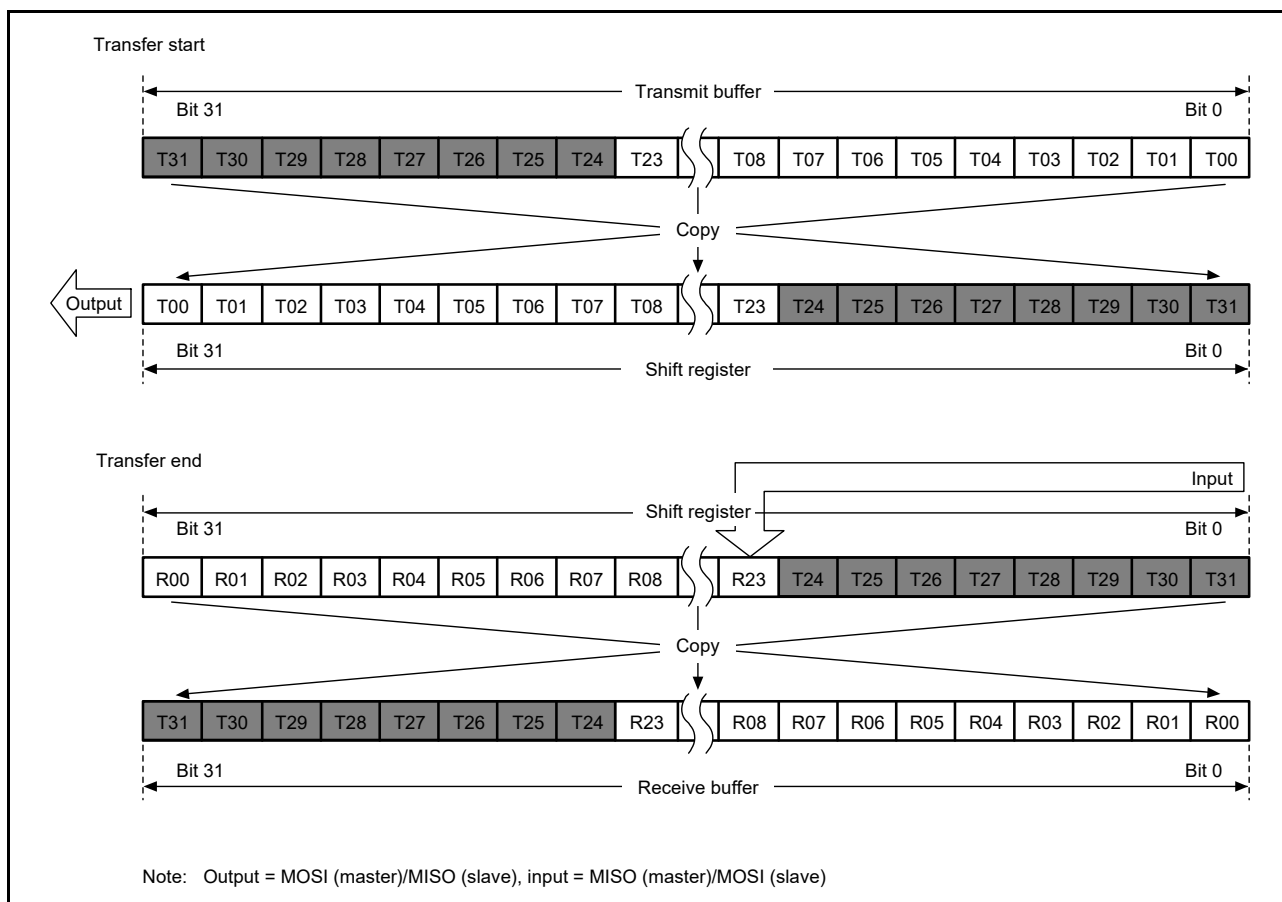 Transfer start
Transmit buffer
Bit 31 Bit 0
T31 T30 T29 T28 T27 T26 T25 T24 T23 T08 T07 T06 T05 T04 T03 T02 T01 T00
Copy
Output T00 T01 T02 T03 T04 T05 T06 T07 T08 T23 T24 T25 T26 T27 T28 T29 T30 T31
Bit 31 Bit 0
Shift register
Transfer end
Input
Shift register
Bit 31 Bit 0
R00 R01 R02 R03 R04 R05 R06 R07 R08 R23 T24 T25 T26 T27 T28 T29 T30 T31
Copy
T31 T30 T29 T28 T27 T26 T25 T24 R23 R08 R07 R06 R05 R04 R03 R02 R01 R00
Bit 31 Bit 0
Receive buffer
Note: Output = MOSI (master)/MISO (slave), input = MISO (master)/MOSI (slave)